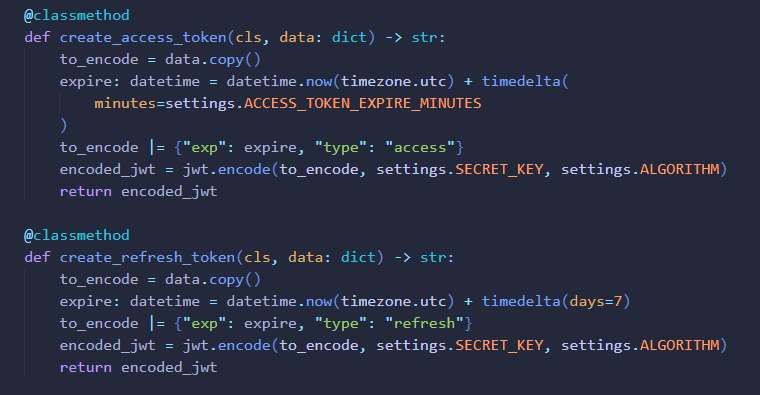 @classmethod
def create_access_token(cls, data: dict) -> str:
    to_encode = data.copy()
    expire: datetime = datetime.now(timezone.utc) + timedelta(
        minutes=settings.ACCESS_TOKEN_EXPIRE_MINUTES
    )
    to_encode |= {"exp": expire, "type": "access"}
    encoded_jwt = jwt.encode(to_encode, settings.SECRET_KEY, settings.ALGORITHM)
    return encoded_jwt

@classmethod
def create_refresh_token(cls, data: dict) -> str:
    to_encode = data.copy()
    expire: datetime = datetime.now(timezone.utc) + timedelta(days=7)
    to_encode |= {"exp": expire, "type": "refresh"}
    encoded_jwt = jwt.encode(to_encode, settings.SECRET_KEY, settings.ALGORITHM)
    return encoded_jwt